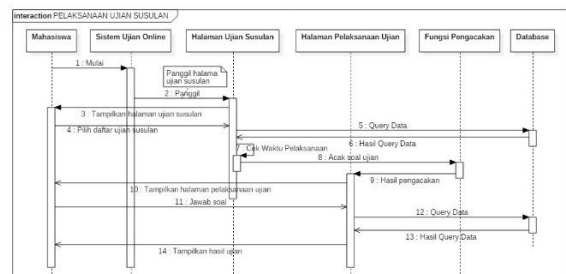 interaction PELAKSANAAN UJIAN SUSULAN
Mahasiswa
Sistem Ujian Online
Halaman Ujian Susulan
Halaman Pelaksanaan Ujian
Fungsi Pengacakan
Database
1 : Mulai
Panggil halama
ujian susulan
2 : Panggil
3 : Tampilkan halaman ujian susulan
4 : Pilih daftar ujian susulan
5 : Query Data
6 : Hasil Query Data
7 : Cek Waktu Pelaksanaan
8 : Acak soal ujian
9 : Hasil pengacakan
10 : Tampilkan halaman pelaksanaan ujian
11 : Jawab soal
12 : Query Data
13 : Hasil Query Data
14 : Tampilkan hasil ujian